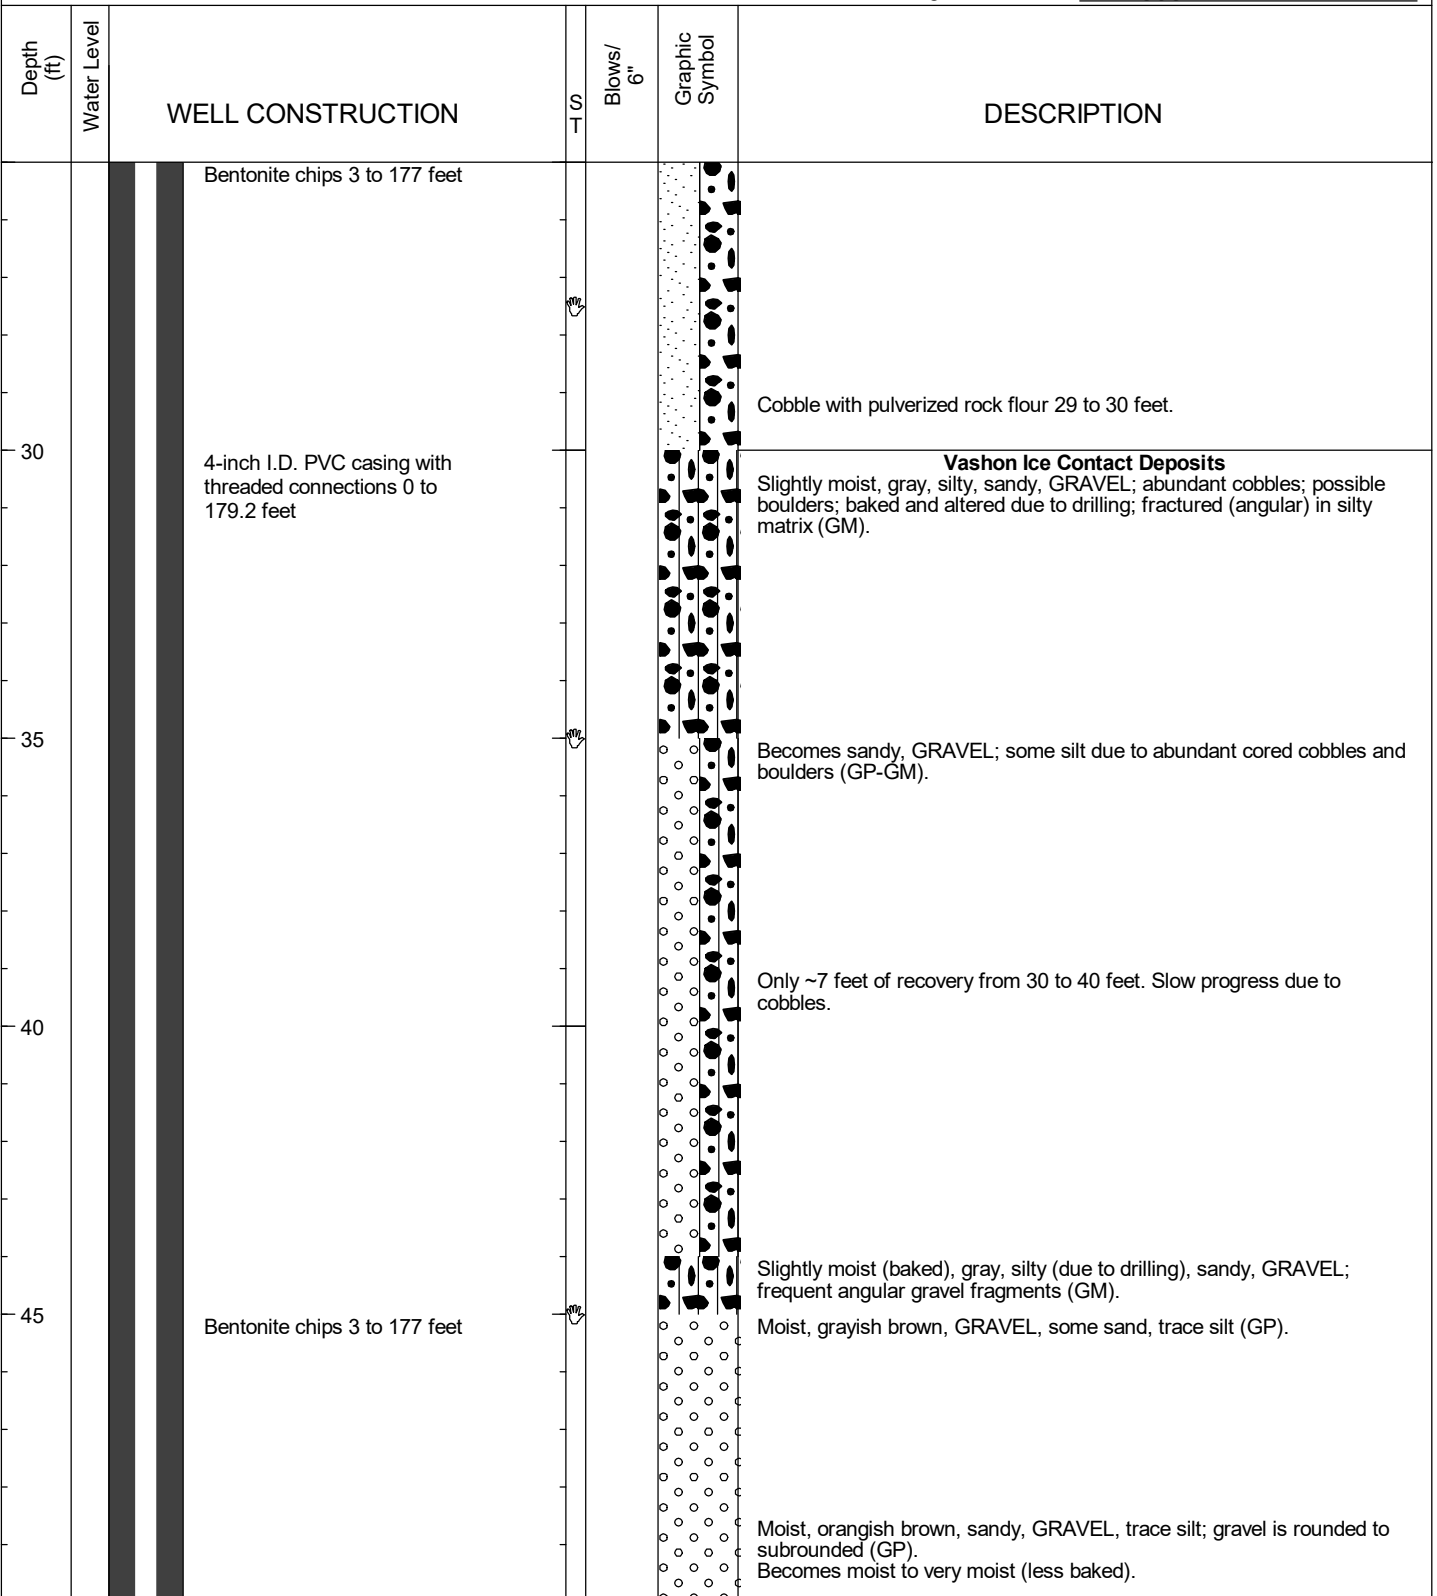 Depth
(ft)
Water Level
WELL CONSTRUCTION
S
T
Blows/
6"
Graphic
Symbol
DESCRIPTION
Bentonite chips 3 to 177 feet
Cobble with pulverized rock flour 29 to 30 feet.
30
4-inch I.D. PVC casing with
threaded connections 0 to
179.2 feet
Vashon Ice Contact Deposits
Slightly moist, gray, silty, sandy, GRAVEL; abundant cobbles; possible
boulders; baked and altered due to drilling; fractured (angular) in silty
matrix (GM).
35
Becomes sandy, GRAVEL; some silt due to abundant cored cobbles and
boulders (GP-GM).
Only ~7 feet of recovery from 30 to 40 feet. Slow progress due to
cobbles.
40
Slightly moist (baked), gray, silty (due to drilling), sandy, GRAVEL;
frequent angular gravel fragments (GM).
45
Bentonite chips 3 to 177 feet
Moist, grayish brown, GRAVEL, some sand, trace silt (GP).
Moist, orangish brown, sandy, GRAVEL, trace silt; gravel is rounded to
subrounded (GP).
Becomes moist to very moist (less baked).